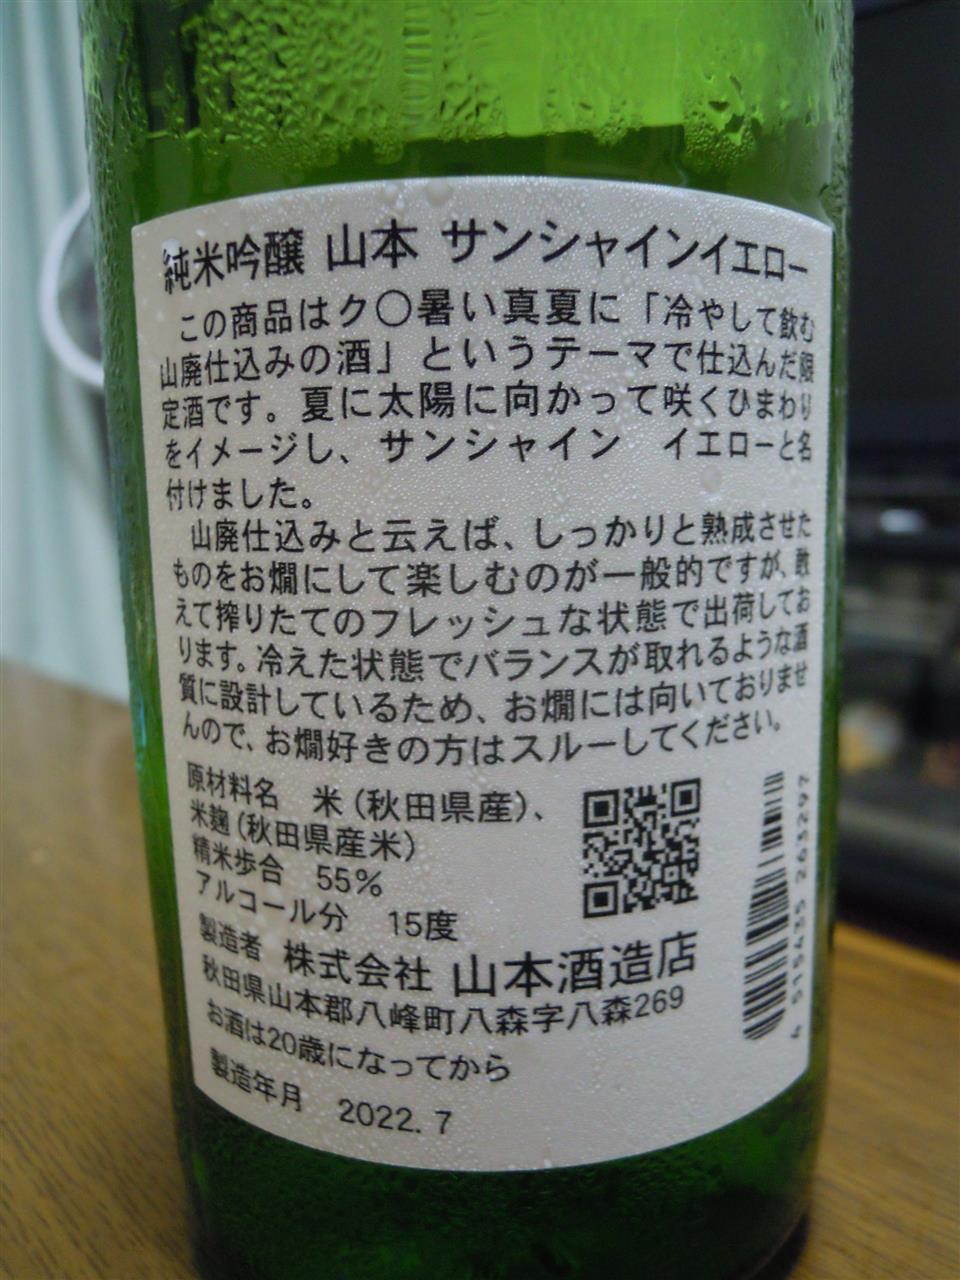 純米吟醸 山本 サンシャインイエロー
この商品はク〇暑い真夏に「冷やして飲む
山廃仕込みの酒」というテーマで仕込んだ限
定酒です。夏に太陽に向かって咲くひまわり
をイメージし、サンシャイン イエローと名
付けました。
山廃仕込みと云えば、しっかりと熟成させた
ものをお燗にして楽しむのが一般的ですが、敢
えて搾りたてのフレッシュな状態で出荷してお
ります。冷えた状態でバランスが取れるような酒
質に設計しているため、お燗には向いておりませ
んので、お燗好きの方はスルーしてください。
原材料名 米(秋田県産)、
米麹(秋田県産米)
精米歩合 55%
アルコール分 15度
製造者 株式会社 山本酒造店
秋田県山本郡八峰町八森字八森269
お酒は20歳になってから
製造年月 2022.7
4 515435 263297